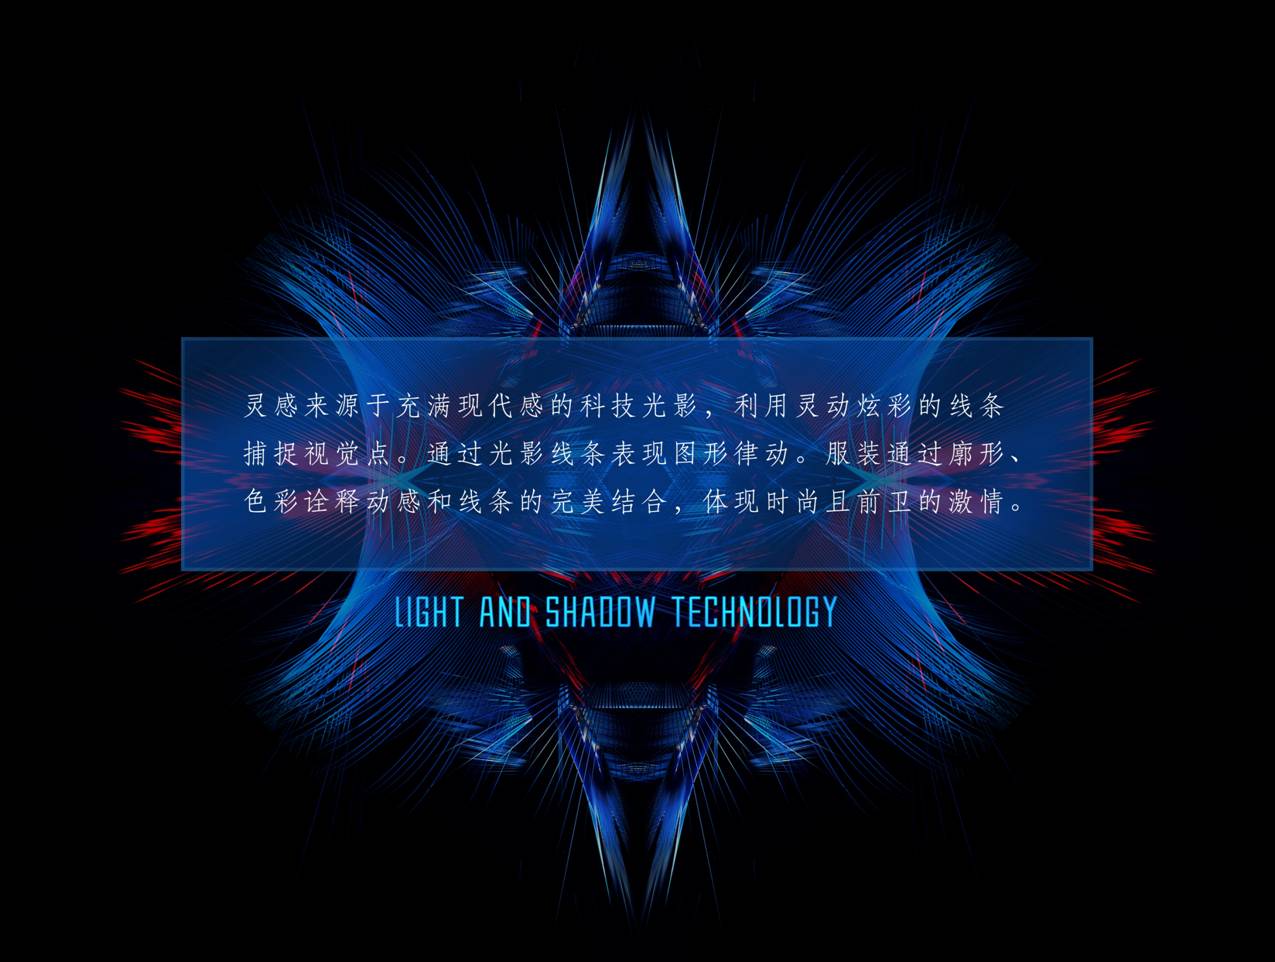 灵感来源于充满现代感的科技光影，利用灵动炫彩的线条
捕捉视觉点。通过光影线条表现图形律动。服装通过廓形、
色彩诠释动感和线条的完美结合，体现时尚且前卫的激情。
LIGHT AND SHADOW TECHNOLOGY